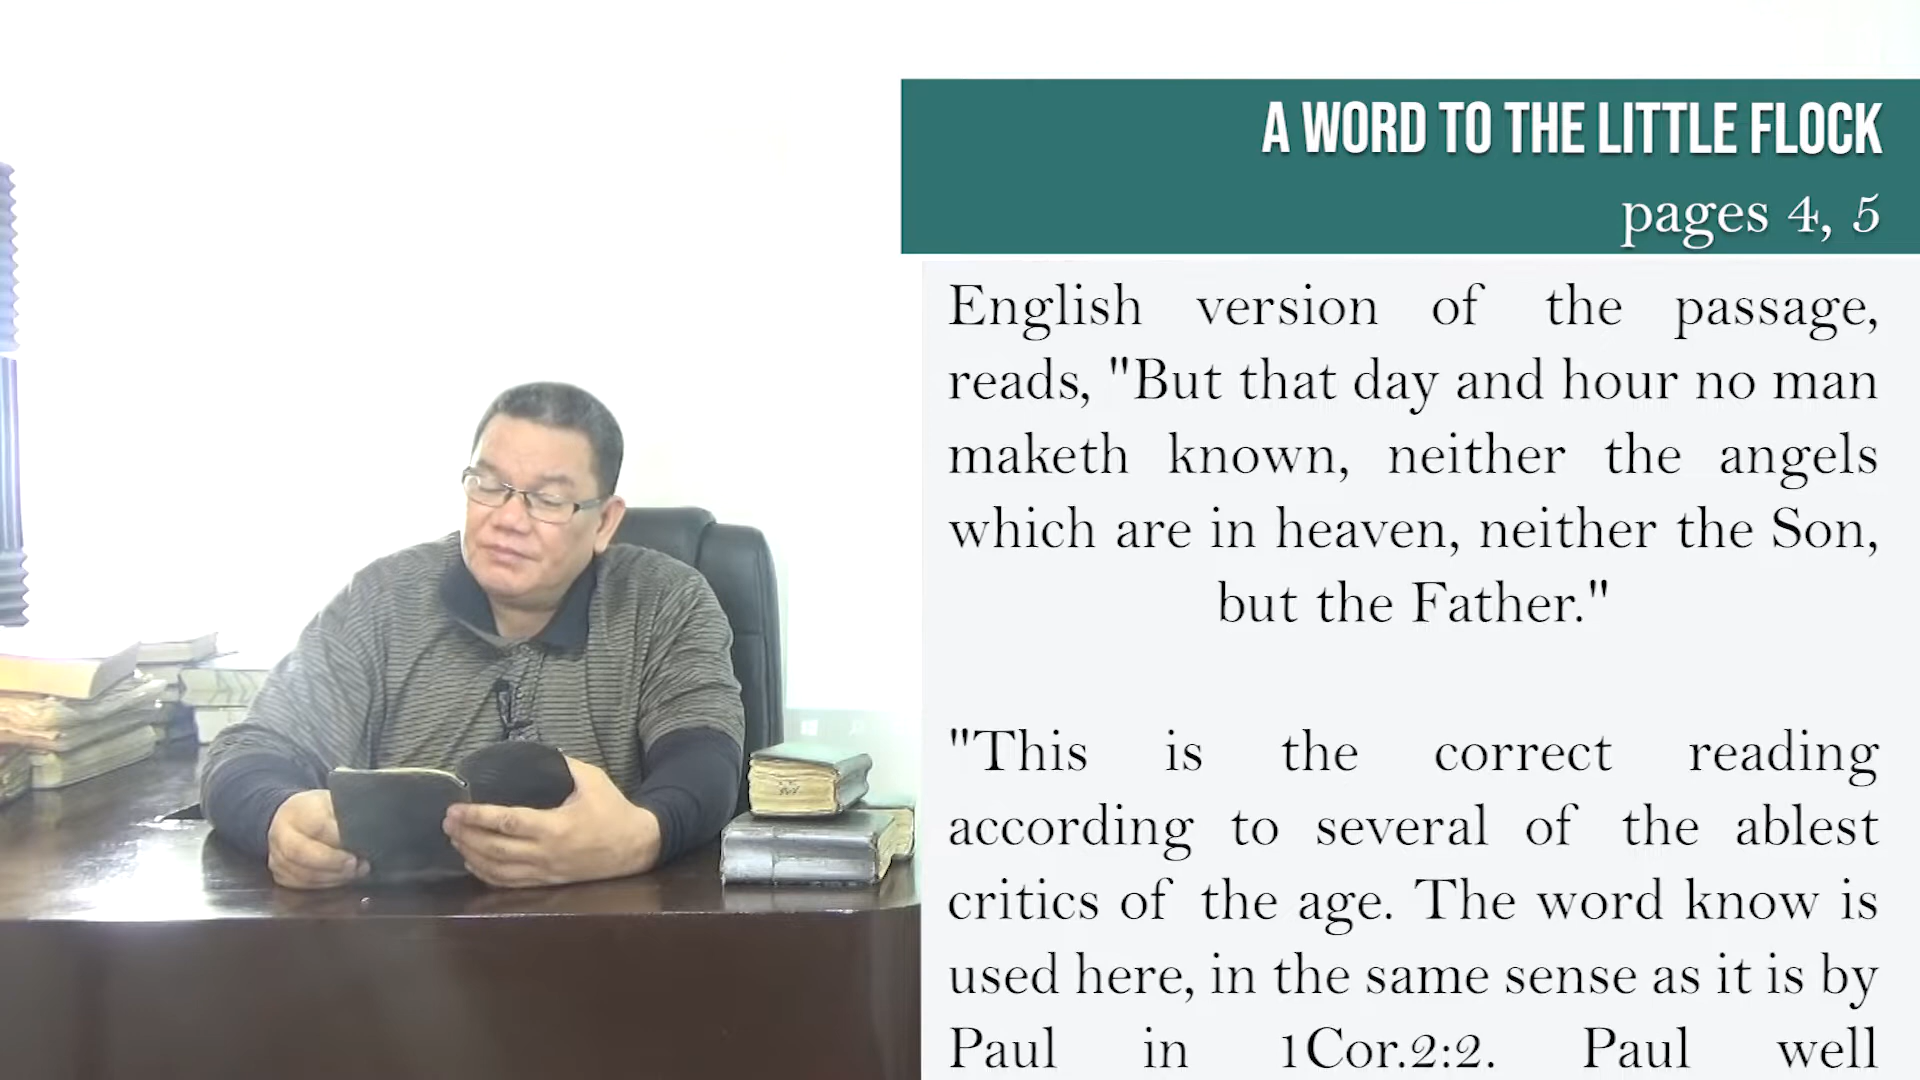 A WORD TO THE LITTLE FLOCK
pages 4, 5
English version of the passage,
reads, "But that day and hour no man
maketh known, neither the angels
which are in heaven, neither the Son,
but the Father."
"This is the correct reading
according to several of the ablest
critics of the age. The word know is
used here, in the same sense as it is by
Paul in 1Cor.2:2. Paul well